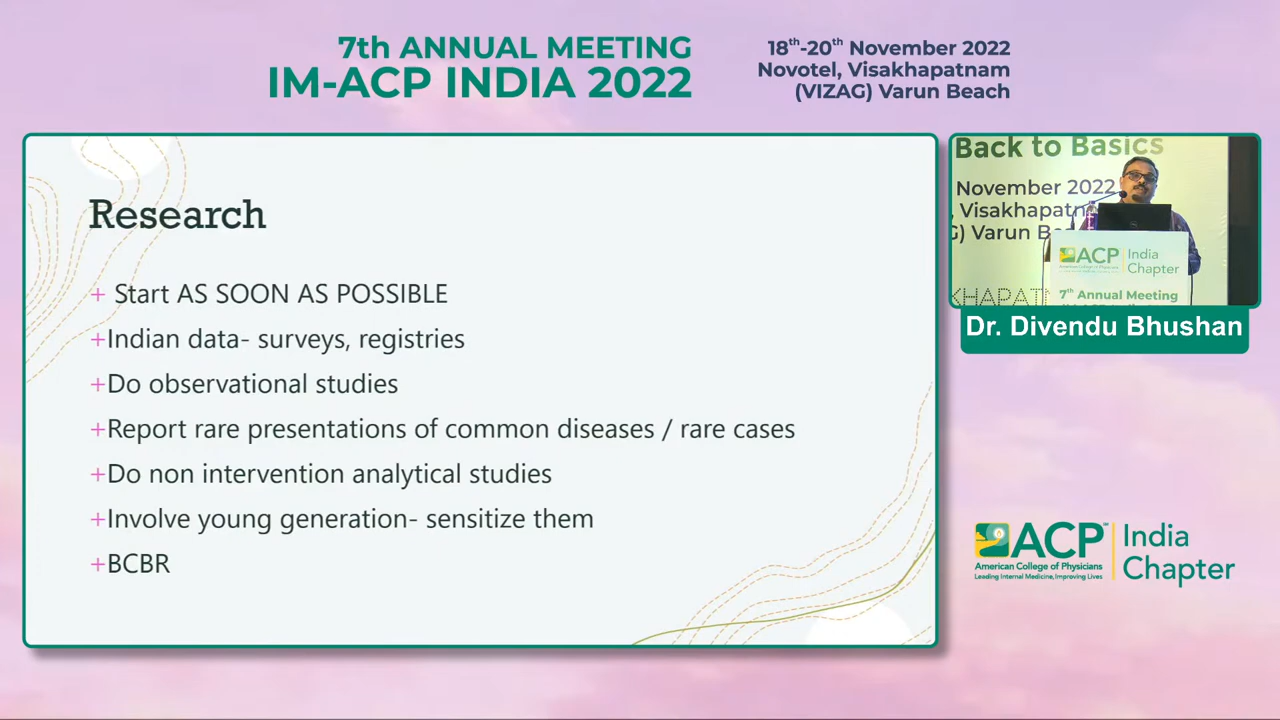 7th ANNUAL MEETING
IM-ACP INDIA 2022
18th-20th November 2022
Novotel, Visakhapatnam
(VIZAG) Varun Beach
Research
+ Start AS SOON AS POSSIBLE
+Indian data- surveys, registries
+Do observational studies
+Report rare presentations of common diseases / rare cases
+Do non intervention analytical studies
+Involve young generation- sensitize them
+BCBR
Back to Basics
November 2022
Visakhapatn
G) Varun B
ACP India
Chapter
KHAPAT
7th Annual Meeting
Dr. Divendu Bhushan
ACP™ India
American College of Physicians Chapter
Leading Internal Medicine, Improving Lives